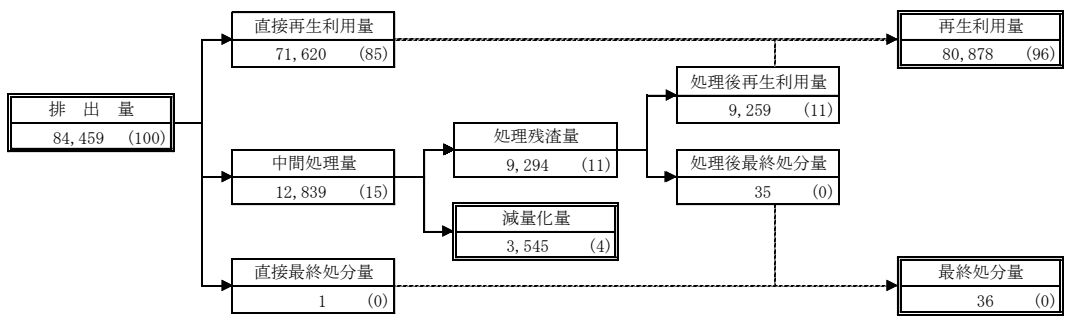 直接再生利用量
71,620 (85)
再生利用量
80,878 (96)
処理後再生利用量
9,259 (11)
排 出 量
84,459 (100)
処理残渣量
9,294 (11)
中間処理量
12,839 (15)
処理後最終処分量
35 (0)
減量化量
3,545 (4)
直接最終処分量
1 (0)
最終処分量
36 (0)